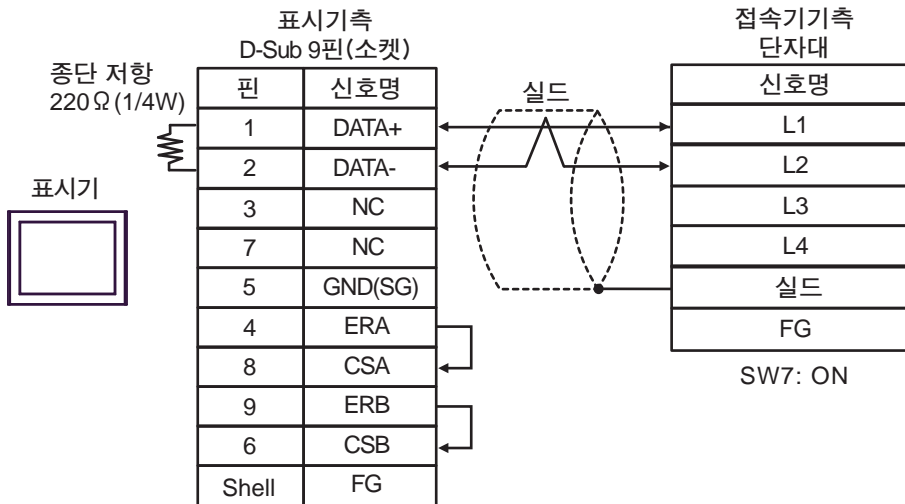 표시기측
D-Sub 9핀(소켓)
접속기기측
단자대
종단 저항
220Ω(1/4W)
표시기
핀 신호명
1 DATA+
2 DATA-
3 NC
7 NC
5 GND(SG)
4 ERA
8 CSA
9 ERB
6 CSB
Shell FG
실드
신호명
L1
L2
L3
L4
실드
FG
SW7: ON